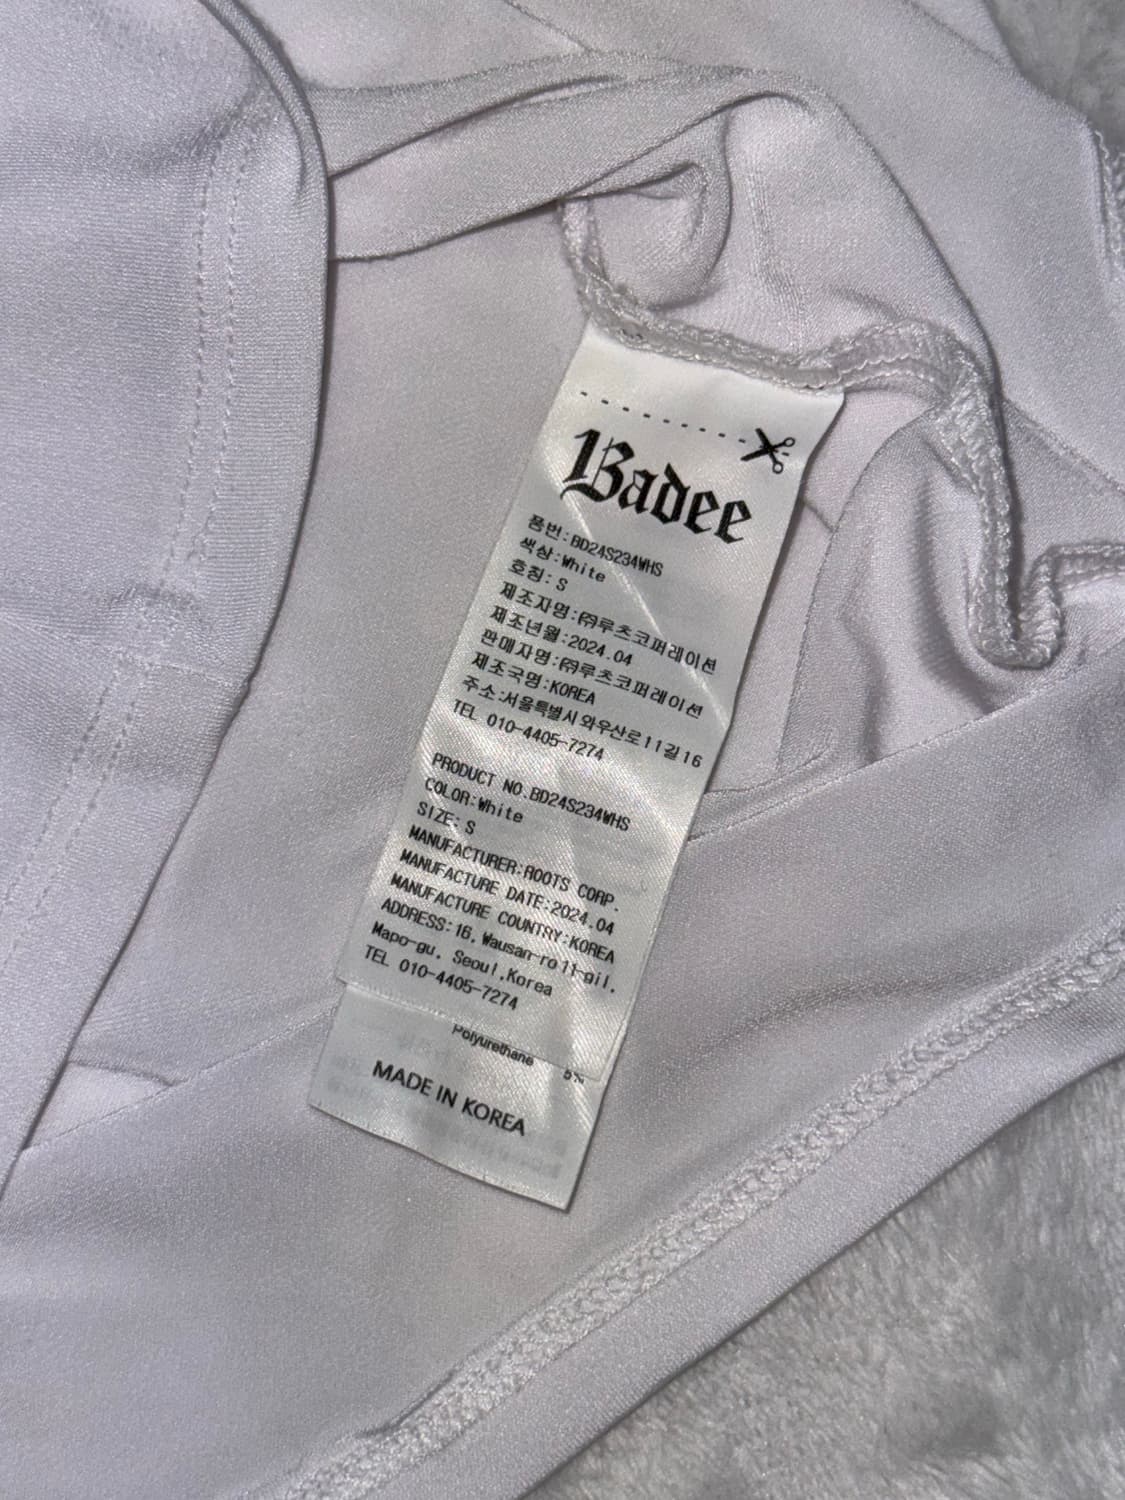 Badee
품번:BD24S234WHS
색상:White
호칭: S
제조자명:㈜루츠코퍼레이션
제조년월:2024.04
판매자명:㈜루츠코퍼레이션
제조국명:KOREA
주소:서울특별시 와우산로11길16
TEL 010-4405-7274
PRODUCT NO.BD24S234WHS
COLOR:White
SIZE: S
MANUFACTURER:ROOTS CORP.
MANUFACTURE DATE:2024.04
MANUFACTURE COUNTRY:KOREA
ADDRESS:16, Wausan-ro 11-gil,
Mapo-gu, Seoul,Korea
TEL 010-4405-7274
Polyurethane 5%
MADE IN KOREA